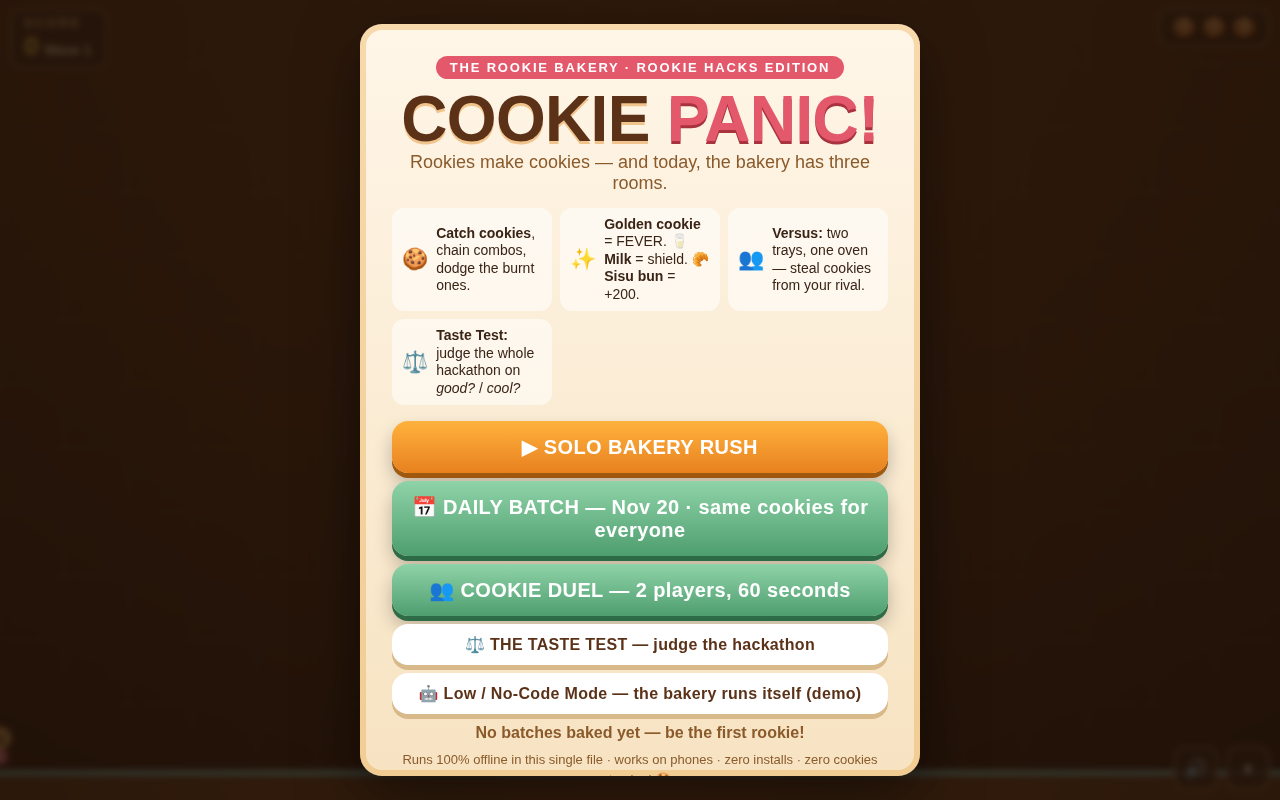 SCORE
0 Wave 1
THE ROOKIE BAKERY · ROOKIE HACKS EDITION
COOKIE PANIC!
Rookies make cookies — and today, the bakery has three
rooms.
Catch cookies,
chain combos,
dodge the burnt
ones.
Golden cookie
= FEVER. 🥛
Milk = shield. 🥐
Sisu bun =
+200.
Versus: two
trays, one oven
— steal cookies
from your rival.
Taste Test:
judge the whole
hackathon on
good? / cool?
▶ SOLO BAKERY RUSH
📅 DAILY BATCH — Nov 20 · same cookies for
everyone
👥 COOKIE DUEL — 2 players, 60 seconds
⚖️ THE TASTE TEST — judge the hackathon
🤖 Low / No-Code Mode — the bakery runs itself (demo)
No batches baked yet — be the first rookie!
Runs 100% offline in this single file · works on phones · zero installs · zero cookies